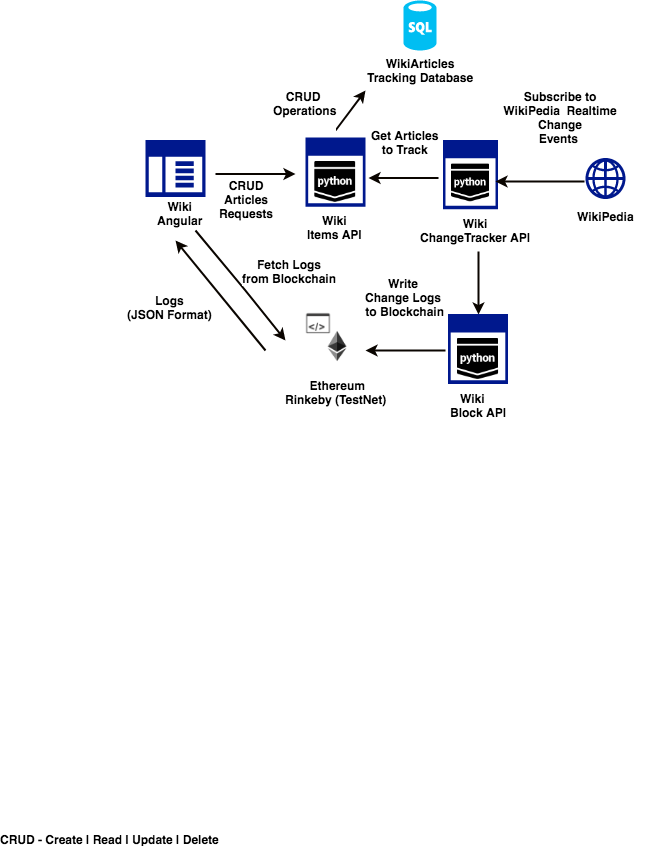 SQL
WikiArticles
Tracking Database
CRUD
Operations
Subscribe to
WikiPedia Realtime
Change
Events
Get Articles
to Track
python
python
CRUD
Articles
Requests
Wiki
Angular
Wiki
Items API
Wiki
ChangeTracker API
WikiPedia
Fetch Logs
from Blockchain
Logs
(JSON Format)
Write
Change Logs
to Blockchain
</>
python
Ethereum
Rinkeby (TestNet)
Wiki
Block API
CRUD - Create | Read | Update | Delete